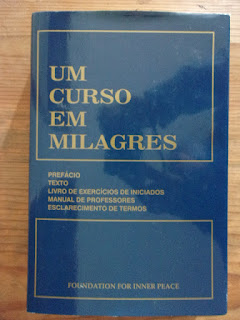 UM
CURSO
EM
MILAGRES
PREFÁCIO
TEXTO
LIVRO DE EXERCÍCIOS DE INICIADOS
MANUAL DE PROFESSORES
ESCLARECIMENTO DE TERMOS
FOUNDATION FOR INNER PEACE